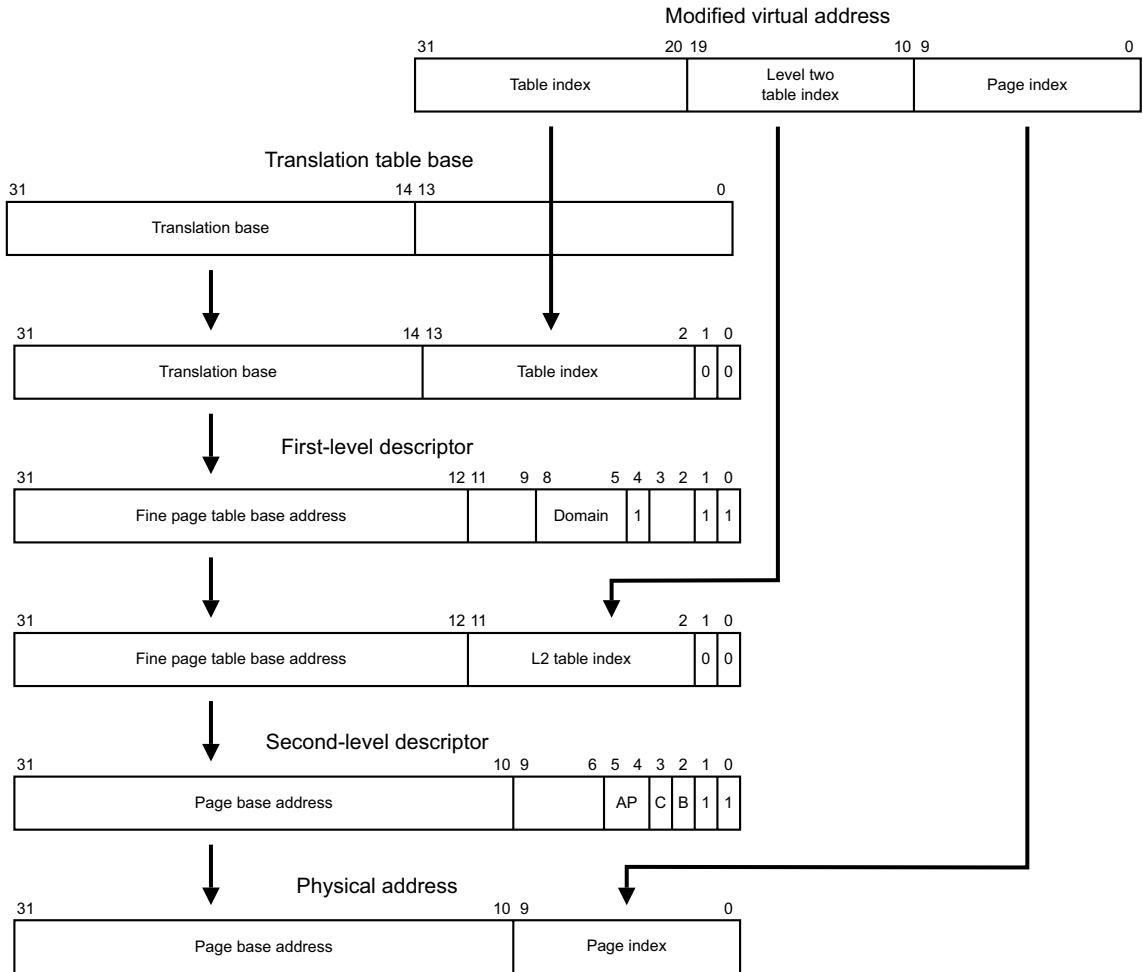 Modified virtual address
31 20 19 10 9 0
Table index
Level two
table index
Page index
Translation table base
31 14 13 0
Translation base
31 14 13 2 1 0
Translation base Table index 0 0
First-level descriptor
31 12 11 9 8 5 4 3 2 1 0
Fine page table base address Domain 1 1 1
31 12 11 2 1 0
Fine page table base address L2 table index 0 0
Second-level descriptor
31 10 9 6 5 4 3 2 1 0
Page base address AP C B 1 1
Physical address
31 10 9 0
Page base address Page index